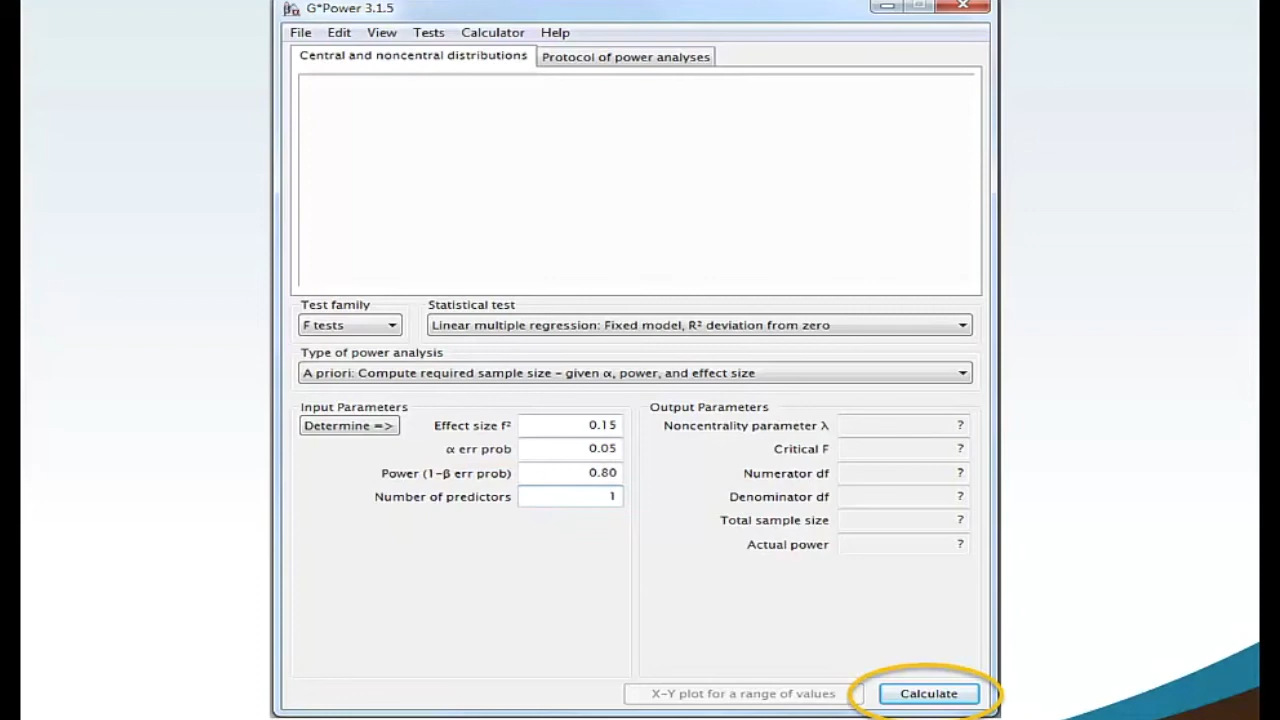 G*Power 3.1.5
File Edit View Tests Calculator Help
Central and noncentral distributions Protocol of power analyses
Test family Statistical test
F tests Linear multiple regression: Fixed model, R² deviation from zero
Type of power analysis
A priori: Compute required sample size – given α, power, and effect size
Input Parameters Output Parameters
Determine => Effect size f² 0.15 Noncentrality parameter λ ?
α err prob 0.05 Critical F ?
Power (1-β err prob) 0.80 Numerator df ?
Number of predictors 1 Denominator df ?
Total sample size ?
Actual power ?
X-Y plot for a range of values Calculate